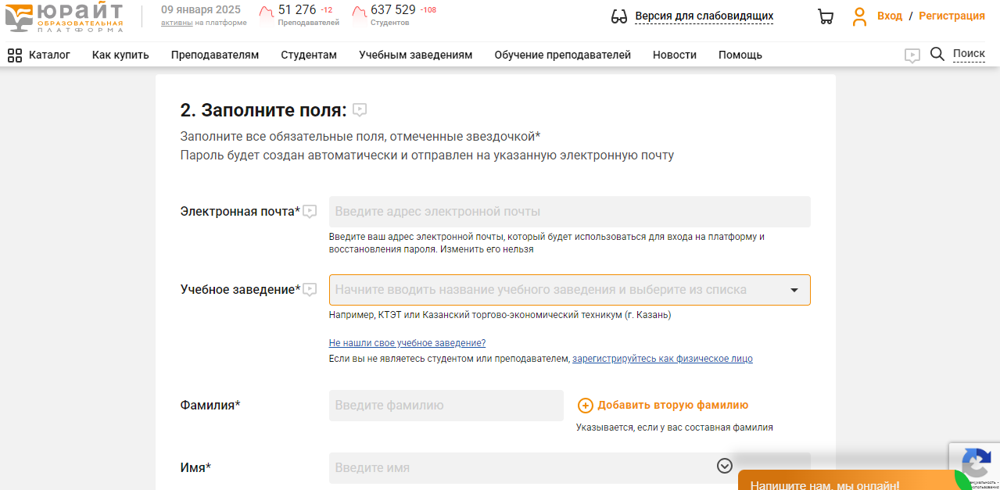 ЮРАЙТ
ОБРАЗОВАТЕЛЬНАЯ
ПЛАТФОРМА
09 января 2025
активны на платформе
51 276 -12
Преподавателей
637 529 -108
Студентов
Версия для слабовидящих
Вход / Регистрация
Каталог Как купить Преподавателям Студентам Учебным заведениям Обучение преподавателей Новости Помощь Поиск
2. Заполните поля:
Заполните все обязательные поля, отмеченные звездочкой*
Пароль будет создан автоматически и отправлен на указанную электронную почту
Электронная почта* Введите адрес электронной почты
Введите ваш адрес электронной почты, который будет использоваться для входа на платформу и
восстановления пароля. Изменить его нельзя
Учебное заведение* Начните вводить название учебного заведения и выберите из списка
Например, КТЭТ или Казанский торгово-экономический техникум (г. Казань)
Не нашли свое учебное заведение?
Если вы не являетесь студентом или преподавателем, зарегистрируйтесь как физическое лицо
Фамилия* Введите фамилию Добавить вторую фамилию
Указывается, если у вас составная фамилия
Имя* Введите имя
Напишите нам, мы онлайн!